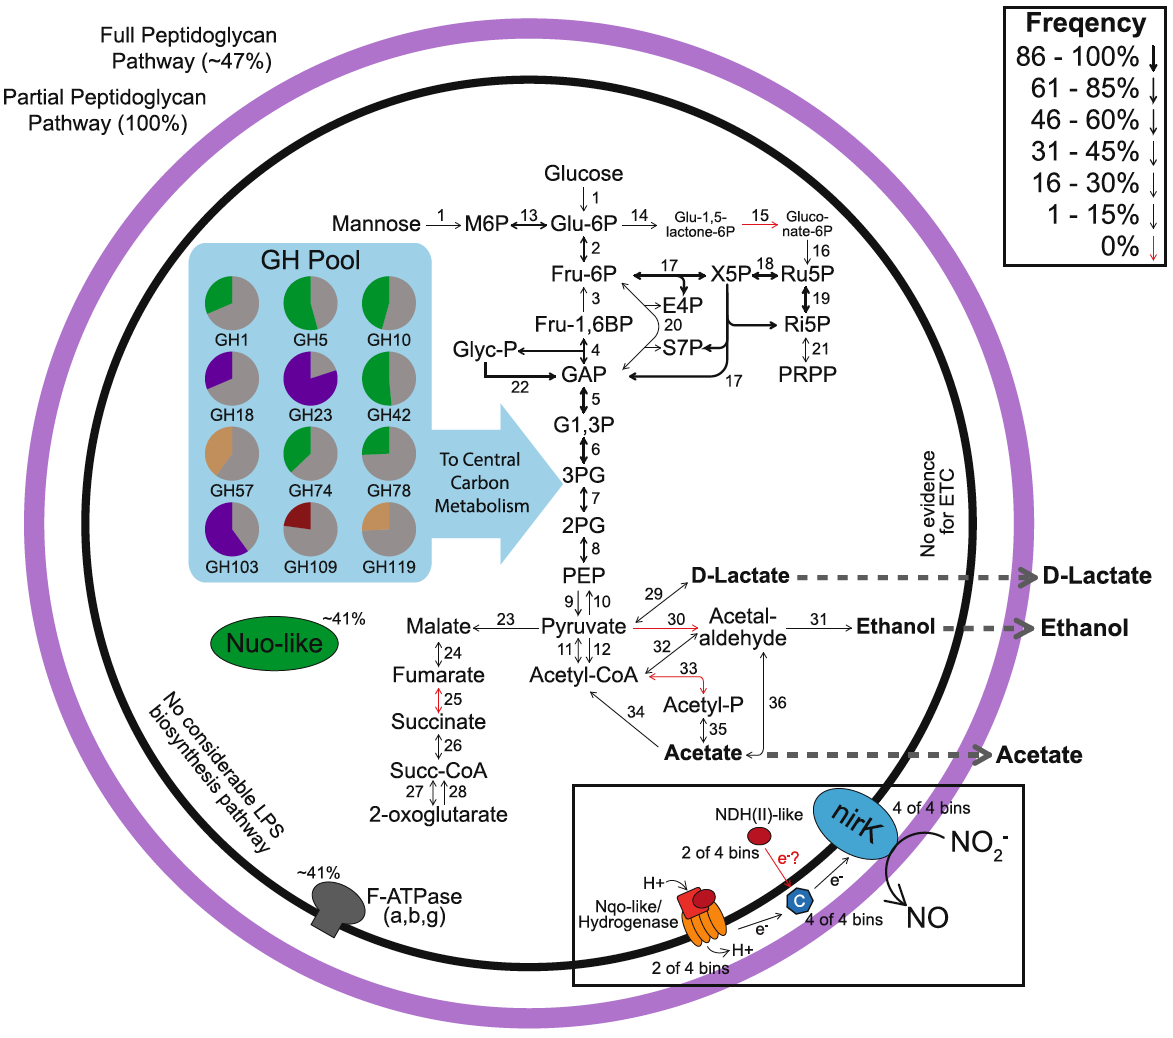 Full Peptidoglycan
Pathway (~47%)
Partial Peptidoglycan
Pathway (100%)
Freqency
86 - 100%
61 - 85%
46 - 60%
31 - 45%
16 - 30%
1 - 15%
0%
Glucose
1
Mannose 1 M6P 13 Glu-6P 14 Glu-1,5-
lactone-6P 15 Gluco-
nate-6P
2 16
Fru-6P 17 X5P 18 Ru5P
3 E4P 19
Fru-1,6BP 20 Ri5P
Glyc-P 4 S7P 21
22 GAP 17 PRPP
5
G1,3P
6
3PG
7
2PG
8
PEP
9 10
GH Pool
GH1 GH5 GH10
GH18 GH23 GH42
GH57 GH74 GH78
GH103 GH109 GH119
To Central
Carbon
Metabolism
No evidence
for ETC
29 D-Lactate D-Lactate
Malate 23 Pyruvate 30 Acetal-
aldehyde 31 Ethanol Ethanol
24 11 12 32
Fumarate Acetyl-CoA 33
25 Acetyl-P 36
Succinate 34 35
26 Acetate Acetate
Succ-CoA
27 28
2-oxoglutarate
~41%
Nuo-like
No considerable LPS
biosynthesis pathway
~41%
F-ATPase
(a,b,g)
NDH(II)-like
2 of 4 bins
e-?
nirK
4 of 4 bins
NO2-
NO
H+
Nqo-like/
Hydrogenase
e-
C
e-
4 of 4 bins
H+
2 of 4 bins